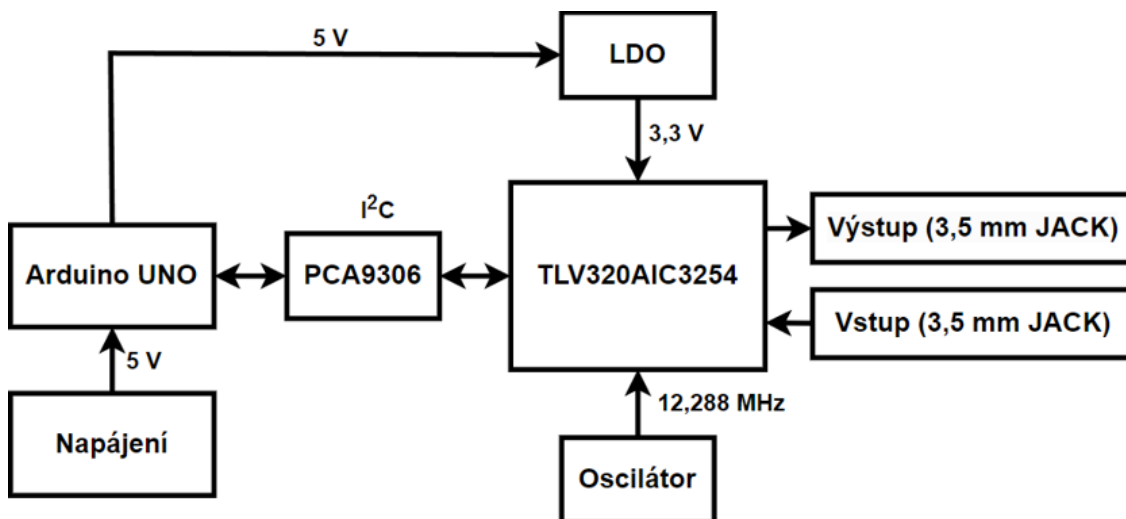 5 V
LDO
3,3 V
I²C
Arduino UNO
PCA9306
TLV320AIC3254
Výstup (3,5 mm JACK)
Vstup (3,5 mm JACK)
5 V
12,288 MHz
Napájení
Oscilátor